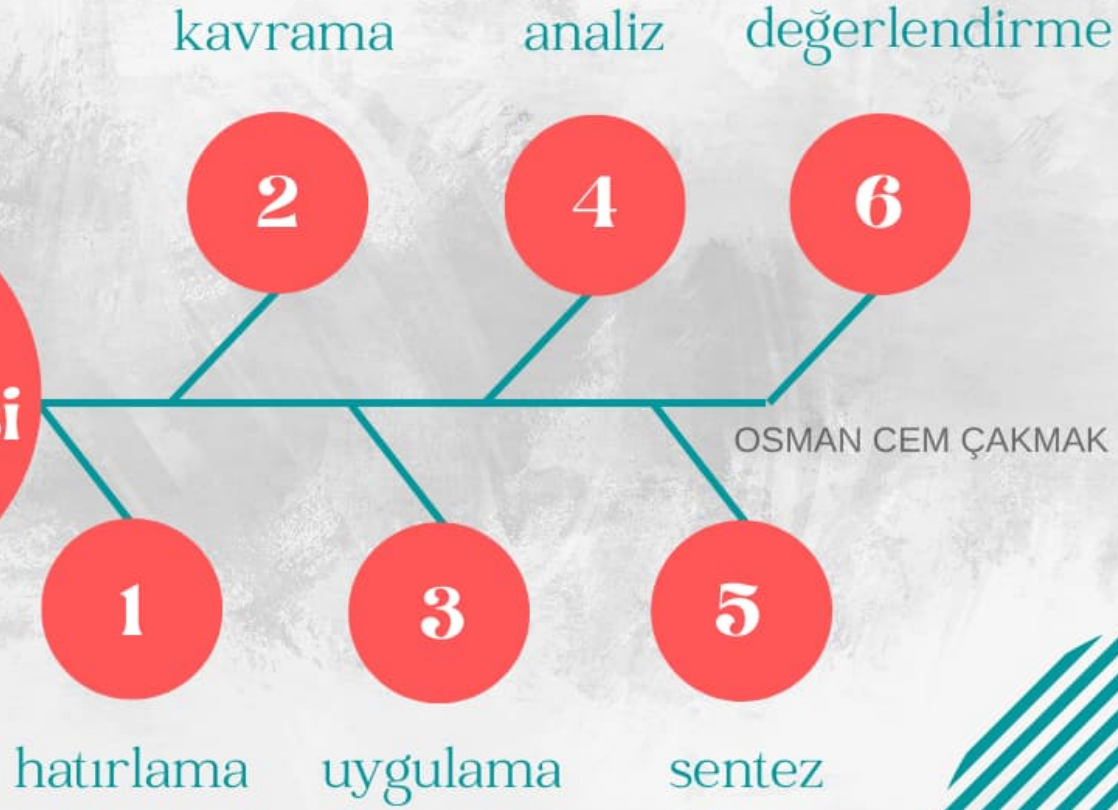 kavrama
analiz
değerlendirme
2
4
6
OSMAN CEM ÇAKMAK
1
3
5
hatırlama
uygulama
sentez